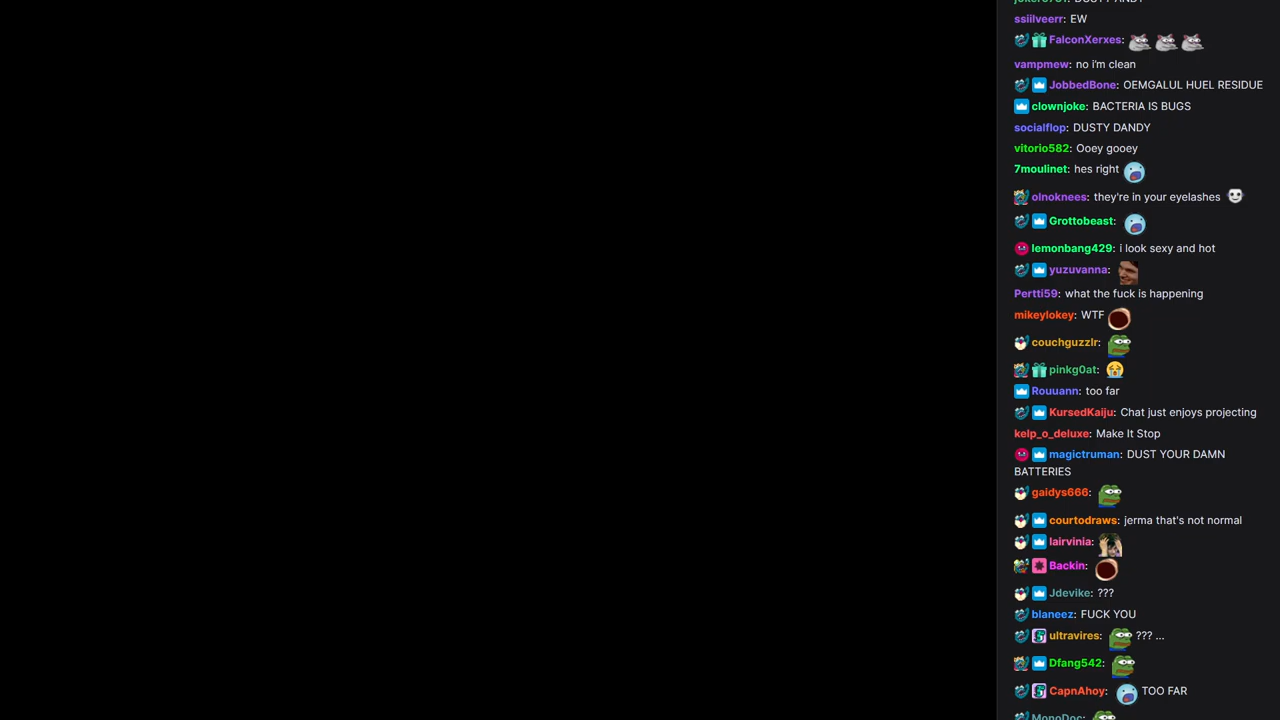 ssiilveerr: EW
FalconXerxes:
vampmew: no i'm clean
JobbedBone: OEMGALUL HUEL RESIDUE
clownjoke: BACTERIA IS BUGS
socialflop: DUSTY DANDY
vitorio582: Ooey gooey
7moulinet: hes right
olnoknees: they're in your eyelashes
Grottobeast:
lemonbang429: i look sexy and hot
yuzuvanna:
Pertti59: what the fuck is happening
mikeylokey: WTF
couchguzzlr:
pinkg0at:
Rouuann: too far
KursedKaiju: Chat just enjoys projecting
kelp_o_deluxe: Make It Stop
magictruman: DUST YOUR DAMN
BATTERIES
gaidys666:
courtodraws: jerma that's not normal
lairvinia:
Backin:
Jdevike: ???
blaneez: FUCK YOU
ultravires: ??? ...
Dfang542:
CapnAhoy: TOO FAR
MonoDoc: